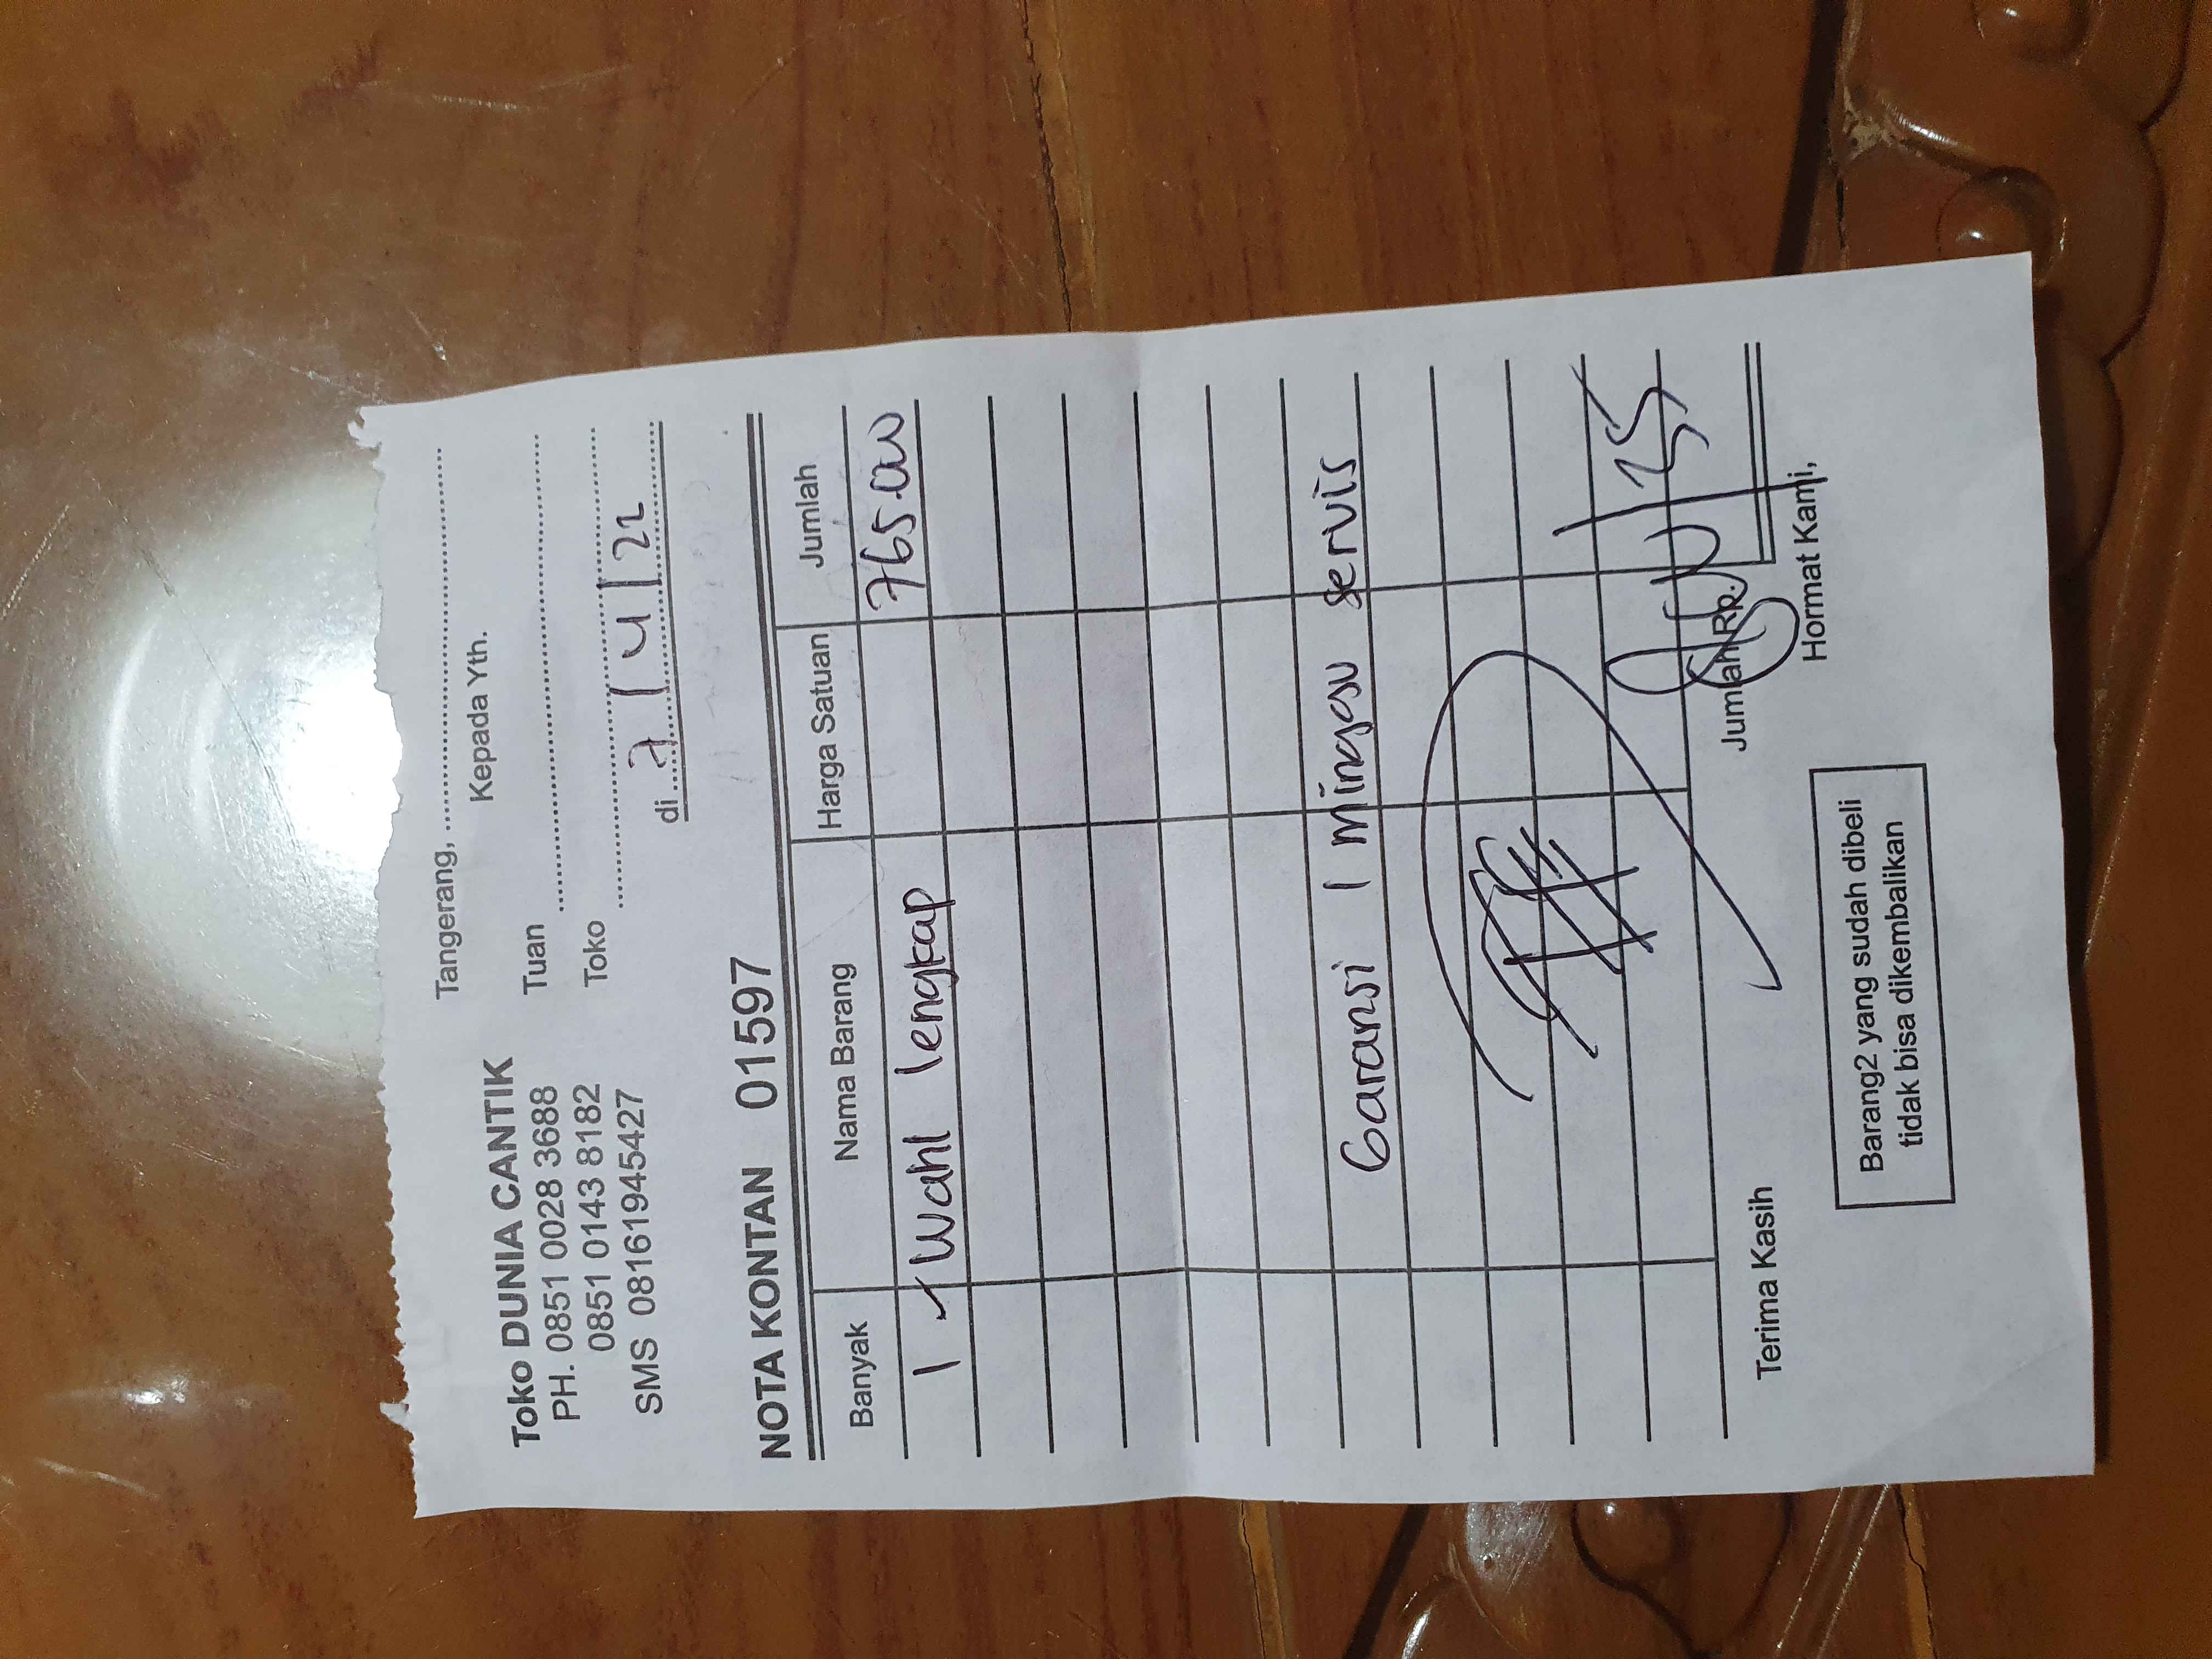 Tangerang, ..........
Kepada Yth.
Toko DUNIA CANTIK
PH. 0851 0028 3688
0851 0143 8182
SMS 08161945427
Tuan ..........
Toko ..........
di 7/4/22
NOTA KONTAN 01597
Banyak Nama Barang Harga Satuan Jumlah
1 Wahl lengkap 765.000
Garansi 1 minggu servis
Jumlah Rp.
Terima Kasih
Hormat Kami,
Barang2 yang sudah dibeli
tidak bisa dikembalikan